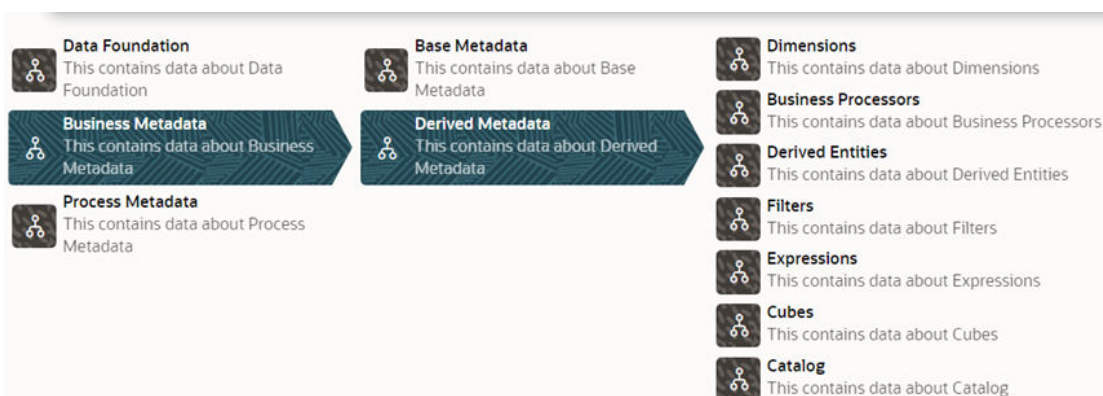 Data Foundation
This contains data about Data
Foundation
Business Metadata
This contains data about Business
Metadata
Process Metadata
This contains data about Process
Metadata
Base Metadata
This contains data about Base
Metadata
Derived Metadata
This contains data about Derived
Metadata
Dimensions
This contains data about Dimensions
Business Processors
This contains data about Business Processors
Derived Entities
This contains data about Derived Entities
Filters
This contains data about Filters
Expressions
This contains data about Expressions
Cubes
This contains data about Cubes
Catalog
This contains data about Catalog